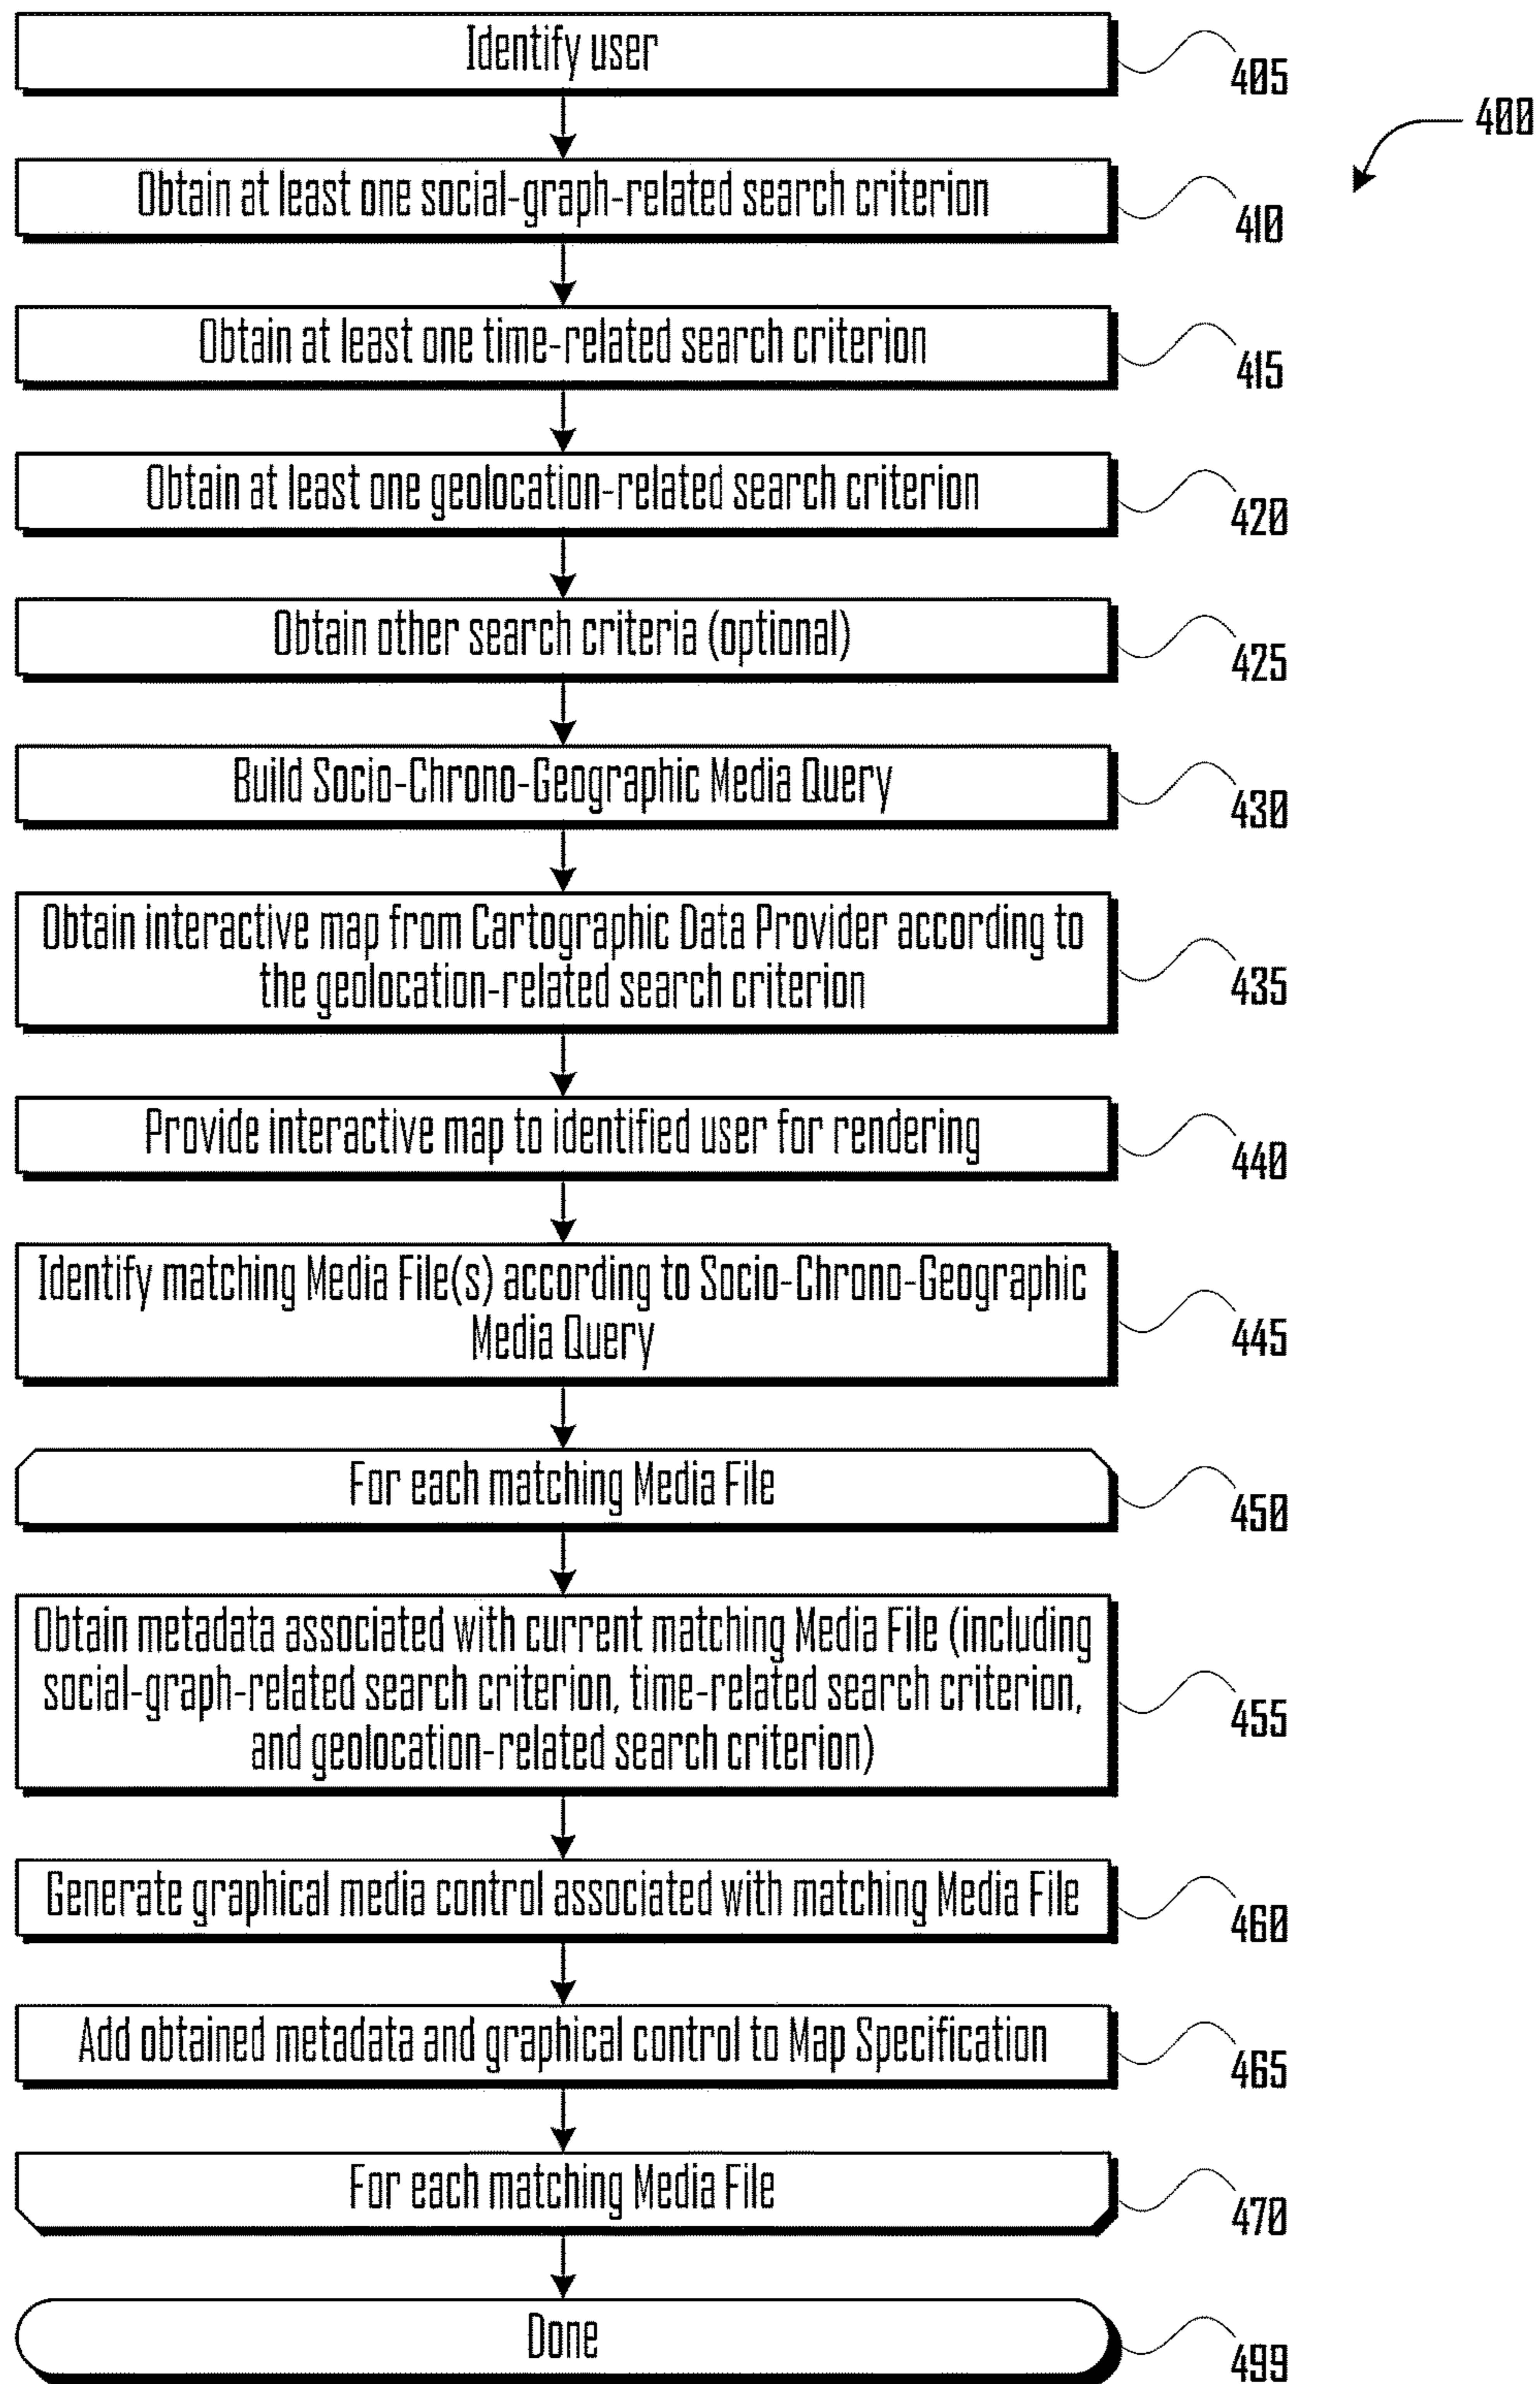 Identify user
405
400
Obtain at least one social-graph-related search criterion
410
Obtain at least one time-related search criterion
415
Obtain at least one geolocation-related search criterion
420
Obtain other search criteria (optional)
425
Build Socio-Chrono-Geographic Media Query
430
Obtain interactive map from Cartographic Data Provider according to
the geolocation-related search criterion
435
Provide interactive map to identified user for rendering
440
Identify matching Media File(s) according to Socio-Chrono-Geographic
Media Query
445
For each matching Media File
450
Obtain metadata associated with current matching Media File (including
social-graph-related search criterion, time-related search criterion,
and geolocation-related search criterion)
455
Generate graphical media control associated with matching Media File
460
Add obtained metadata and graphical control to Map Specification
465
For each matching Media File
470
Done
499